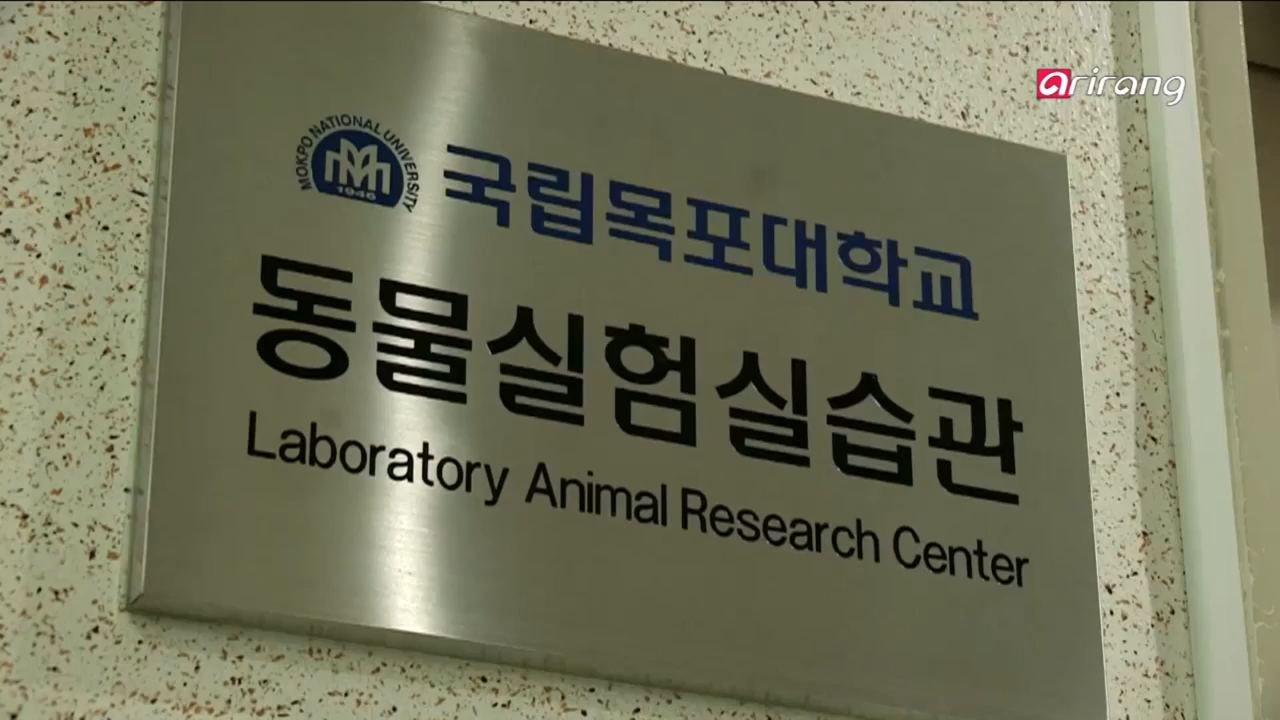 arirang
MOKPO NATIONAL UNIVERSITY
1946
국립목포대학교
동물실험실습관
Laboratory Animal Research Center